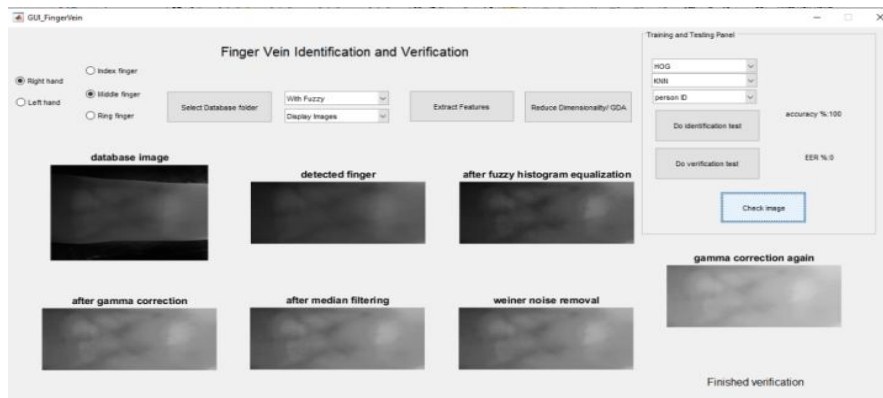 GUI_FingerVein
Finger Vein Identification and Verification
Right hand
Left hand
Index finger
Middle finger
Ring finger
Select Database folder
With Fuzzy
Display Images
Extract Features
Reduce Dimensionality/ GDA
Training and Testing Panel
HOG
KNN
person ID
Do identification test
accuracy %:100
Do verification test
EER %:0
Check image
database image
detected finger
after fuzzy histogram equalization
gamma correction again
after gamma correction
after median filtering
weiner noise removal
Finished verification